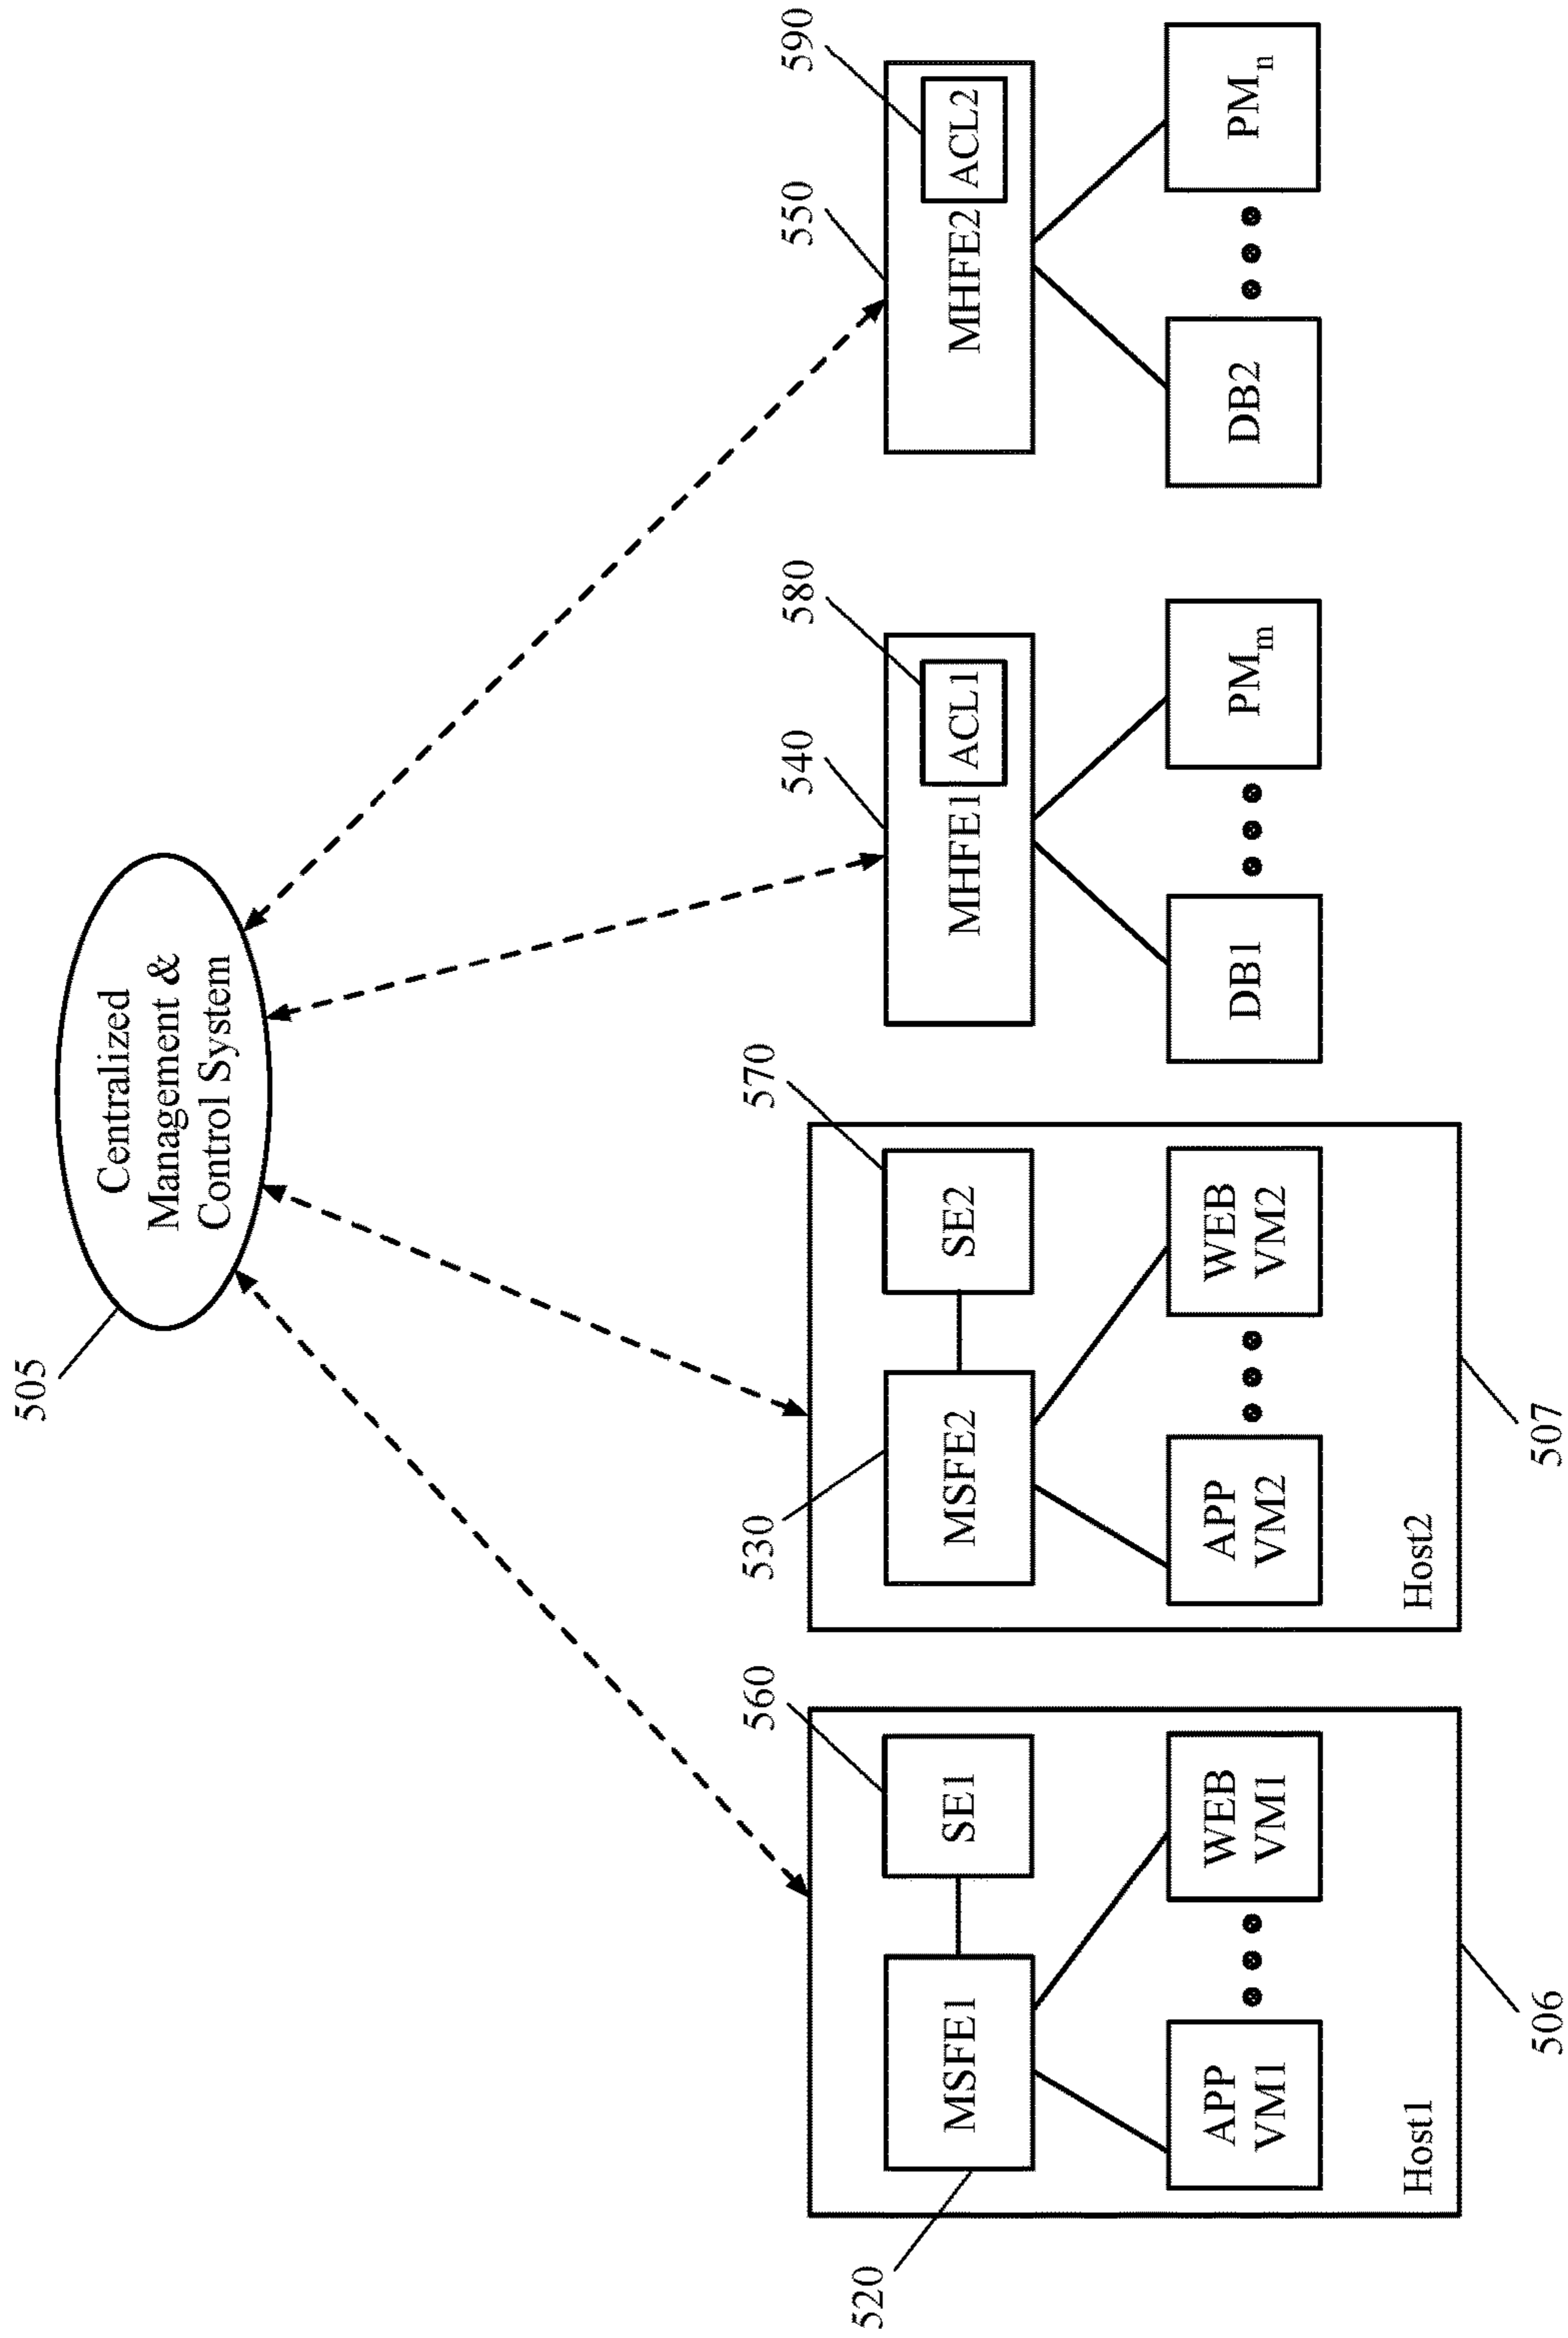 505
Centralized
Management &
Control System
520
MSFE1
560
SE1
APP
VM1
WEB
VM1
Host1
506
530
MSFE2
570
SE2
APP
VM2
WEB
VM2
Host2
507
540
580
MHFE1
ACL1
DB1
PMm
550
590
MHFE2
ACL2
DB2
PMn